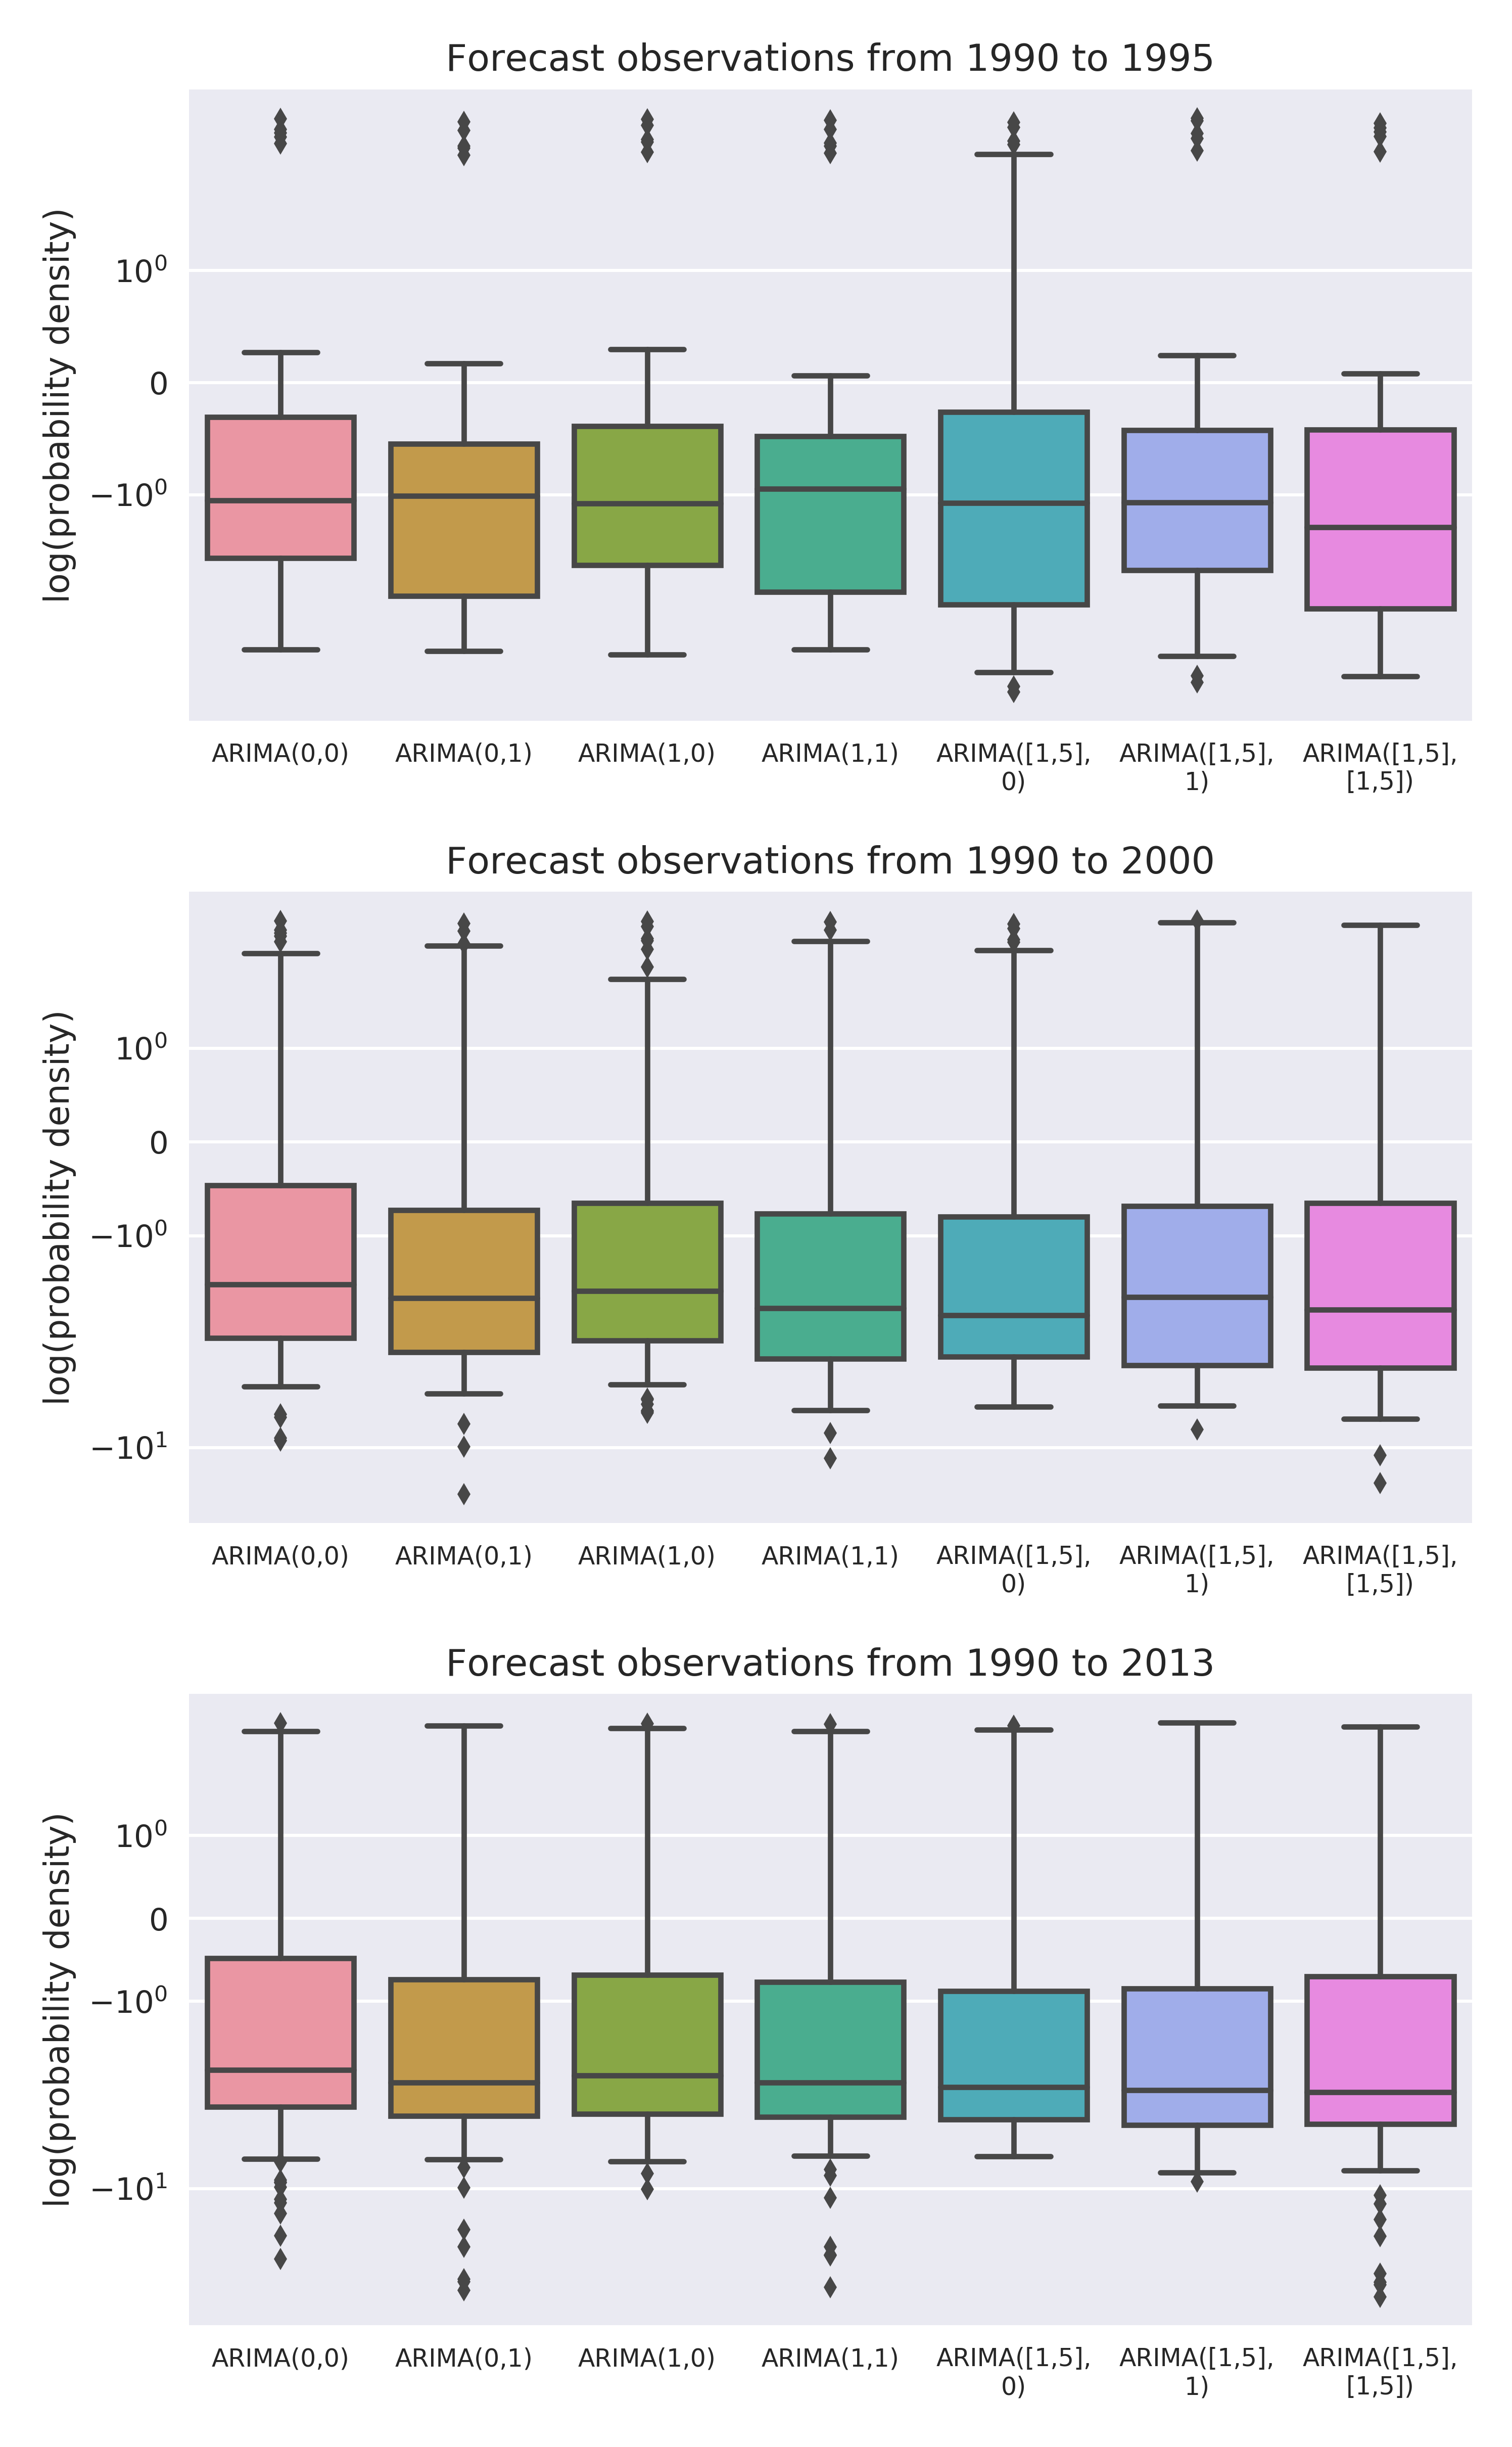 Forecast observations from 1990 to 1995
log(probability density)
10⁰
0
−10⁰
ARIMA(0,0) ARIMA(0,1) ARIMA(1,0) ARIMA(1,1) ARIMA([1,5], ARIMA([1,5], ARIMA([1,5],
0) 1) [1,5])
Forecast observations from 1990 to 2000
log(probability density)
10⁰
0
−10⁰
−10¹
ARIMA(0,0) ARIMA(0,1) ARIMA(1,0) ARIMA(1,1) ARIMA([1,5], ARIMA([1,5], ARIMA([1,5],
0) 1) [1,5])
Forecast observations from 1990 to 2013
log(probability density)
10⁰
0
−10⁰
−10¹
ARIMA(0,0) ARIMA(0,1) ARIMA(1,0) ARIMA(1,1) ARIMA([1,5], ARIMA([1,5], ARIMA([1,5],
0) 1) [1,5])